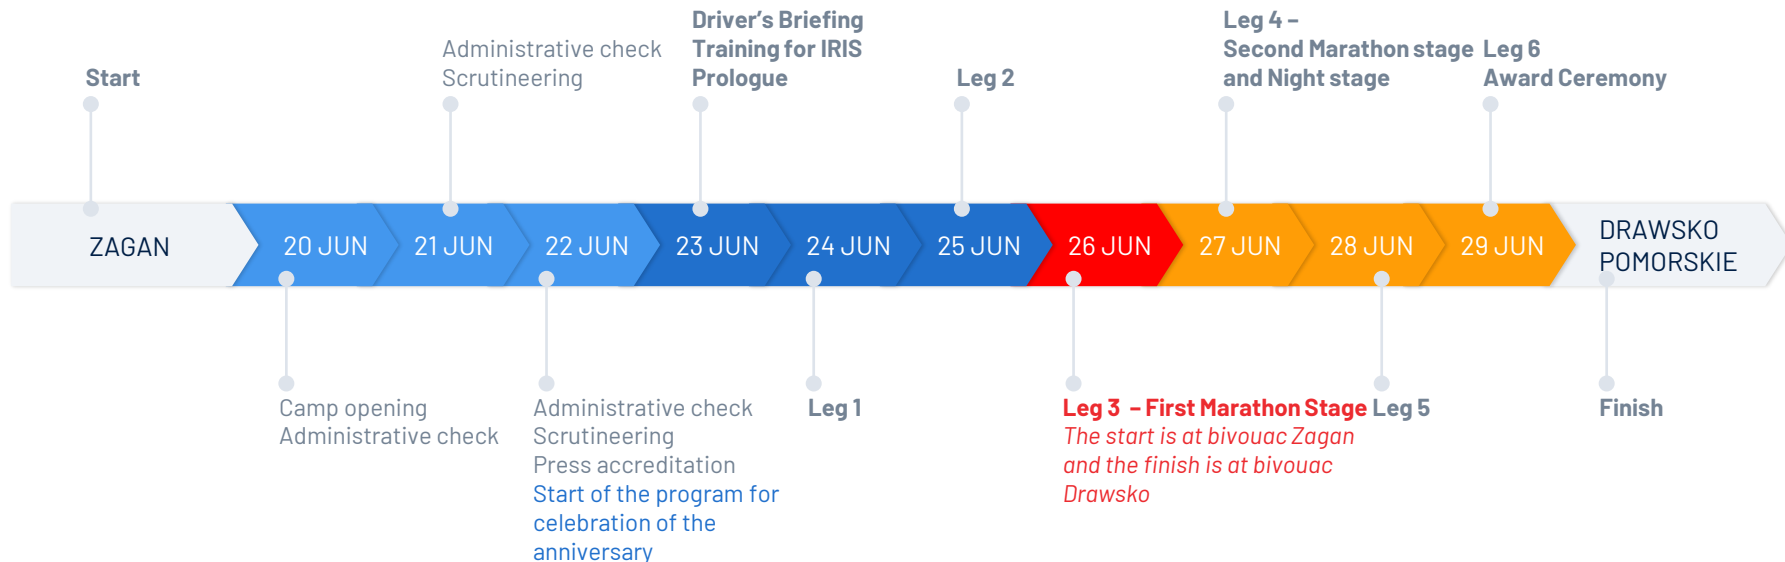 Start
Administrative check
Scrutineering
Driver's Briefing
Training for IRIS
Prologue
Leg 2
Leg 4 –
Second Marathon stage
and Night stage
Leg 6
Award Ceremony
ZAGAN
20 JUN
21 JUN
22 JUN
23 JUN
24 JUN
25 JUN
26 JUN
27 JUN
28 JUN
29 JUN
DRAWSKO
POMORSKIE
Camp opening
Administrative check
Administrative check
Scrutineering
Press accreditation
Start of the program for
celebration of the
anniversary
Leg 1
Leg 3 – First Marathon Stage
The start is at bivouac Zagan
and the finish is at bivouac
Drawsko
Leg 5
Finish